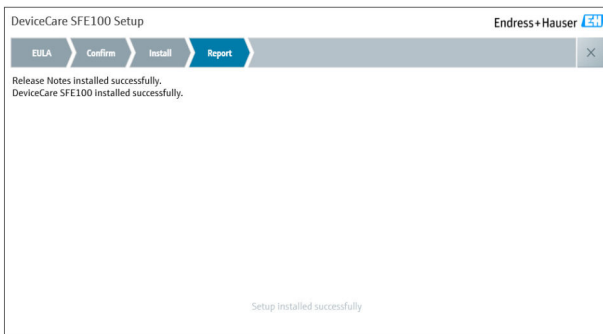 DeviceCare SFE100 Setup
Endress+Hauser EH
EULA
Confirm
Install
Report
Release Notes installed successfully.
DeviceCare SFE100 installed successfully.
Setup installed successfully